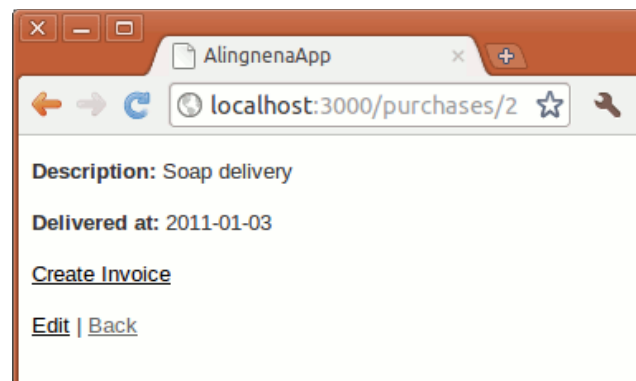 AlingnenaApp
localhost:3000/purchases/2
Description: Soap delivery
Delivered at: 2011-01-03
Create Invoice
Edit | Back